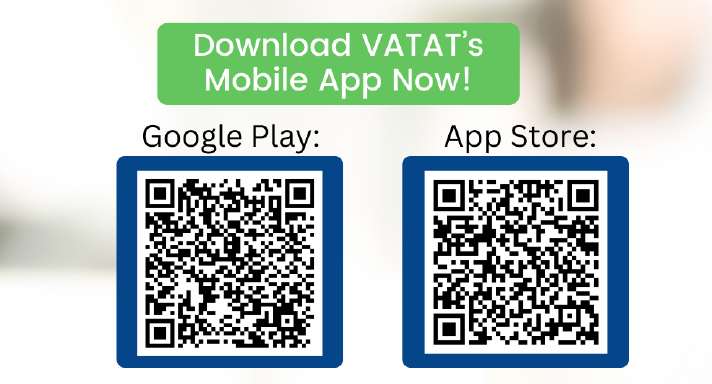 Download VATAT's
Mobile App Now!
Google Play:
App Store: